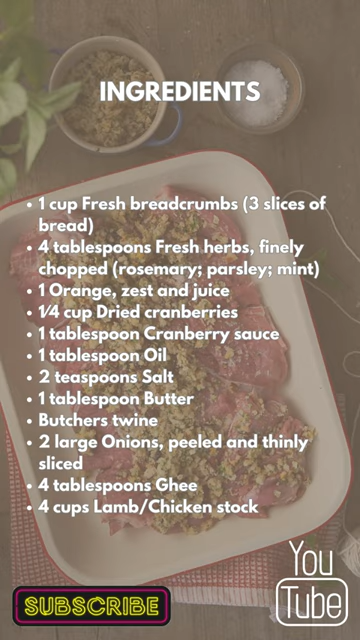 INGREDIENTS
• 1 cup Fresh breadcrumbs (3 slices of
bread)
• 4 tablespoons Fresh herbs, finely
chopped (rosemary; parsley; mint)
• 1 Orange, zest and juice
• 1/4 cup Dried cranberries
• 1 tablespoon Cranberry sauce
• 1 tablespoon Oil
• 2 teaspoons Salt
• 1 tablespoon Butter
• Butchers twine
• 2 large Onions, peeled and thinly
sliced
• 4 tablespoons Ghee
• 4 cups Lamb/Chicken stock
You
Tube
SUBSCRIBE